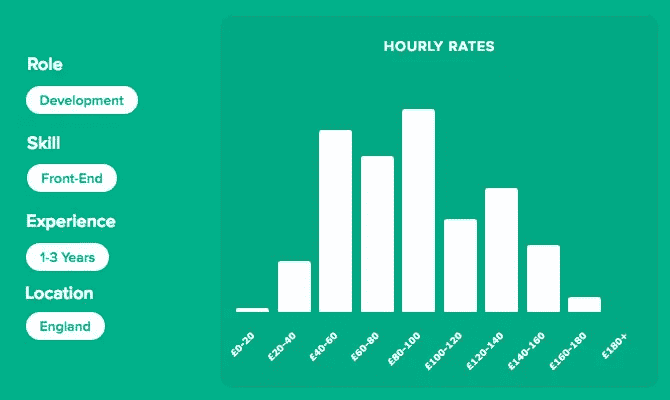 Role
Development
Skill
Front-End
Experience
1-3 Years
Location
England
HOURLY RATES
£0-20
£20-40
£40-60
£60-80
£80-100
£100-120
£120-140
£140-160
£160-180
£180+